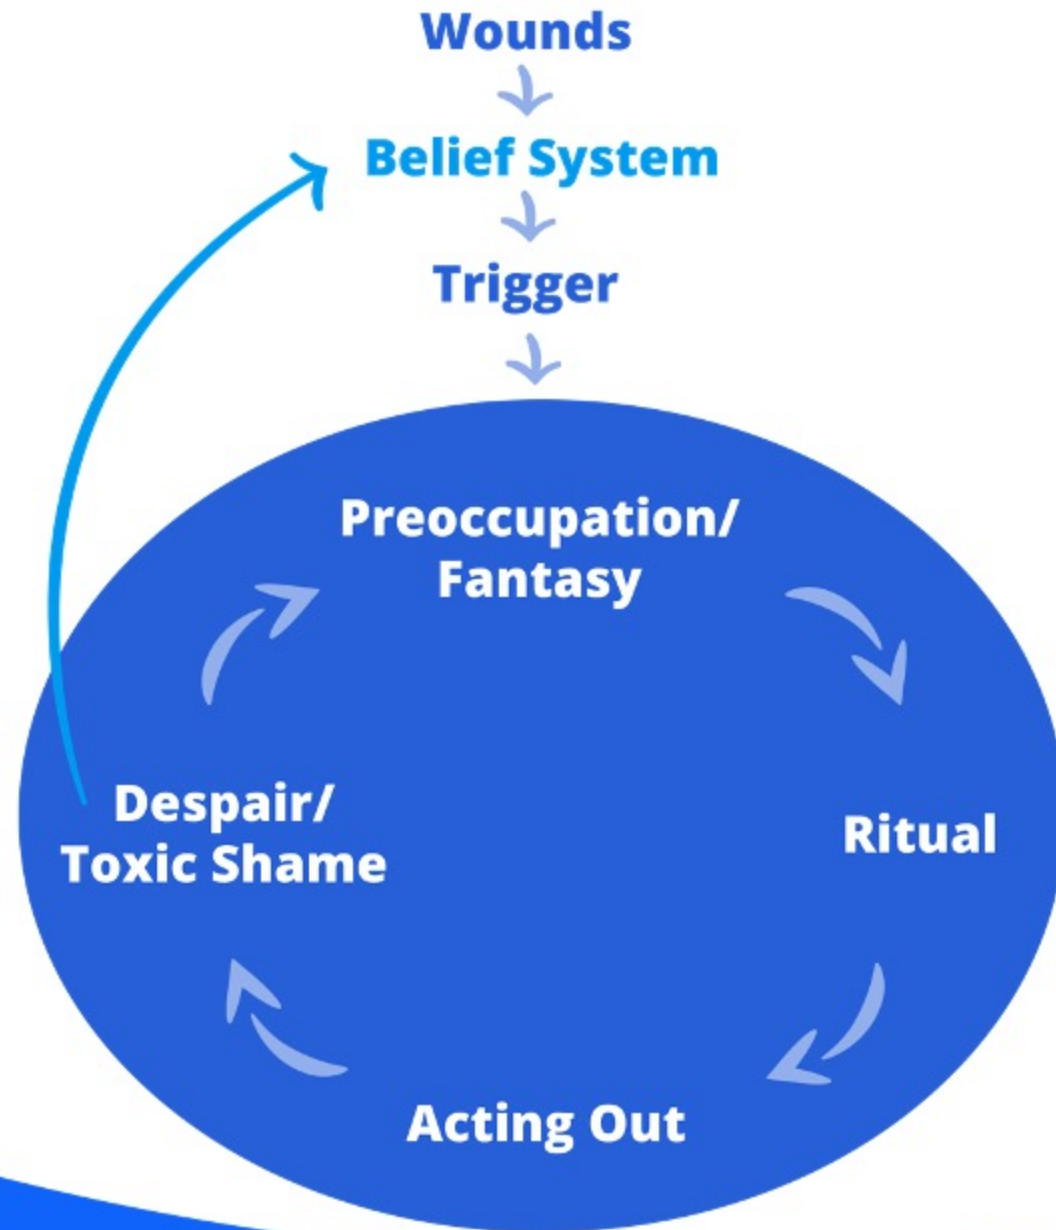 Wounds
Belief System
Trigger
Preoccupation/
Fantasy
Ritual
Acting Out
Despair/
Toxic Shame